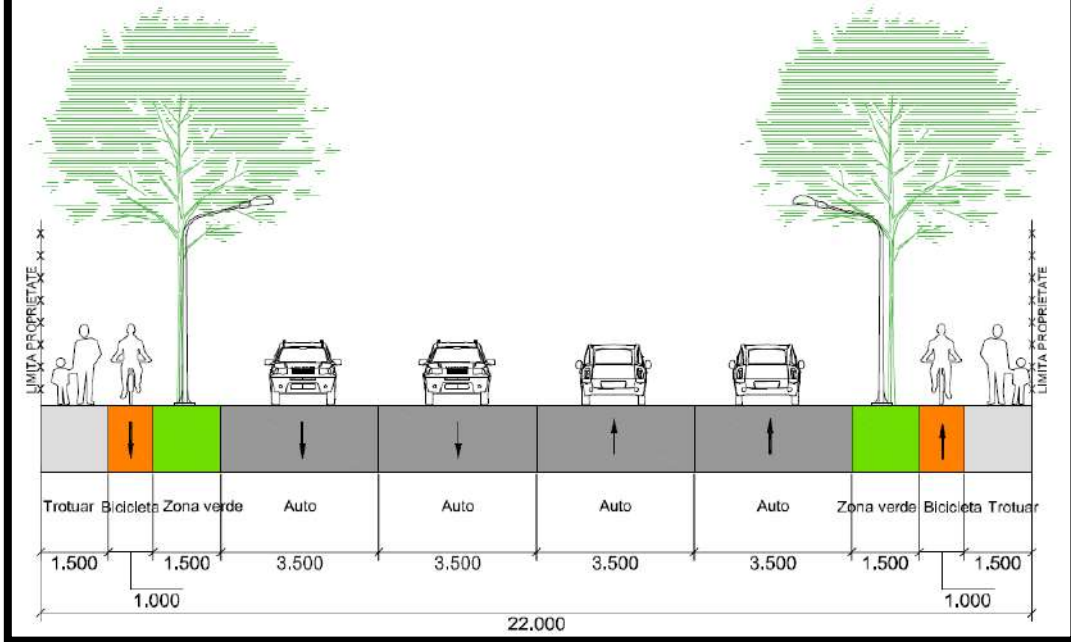 LIMITA PROPRIETATE
LIMITA PROPRIETATE
Trotuar Bicicleta Zona verde Auto Auto Auto Auto Zona verde Bicicleta Trotuar
1.500 1.500 3.500 3.500 3.500 3.500 1.500 1.500
1.000 1.000
22.000